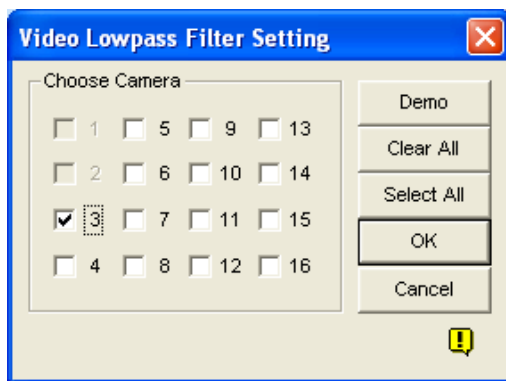 Video Lowpass Filter Setting
Choose Camera
1 5 9 13
2 6 10 14
3 7 11 15
4 8 12 16
Demo
Clear All
Select All
OK
Cancel